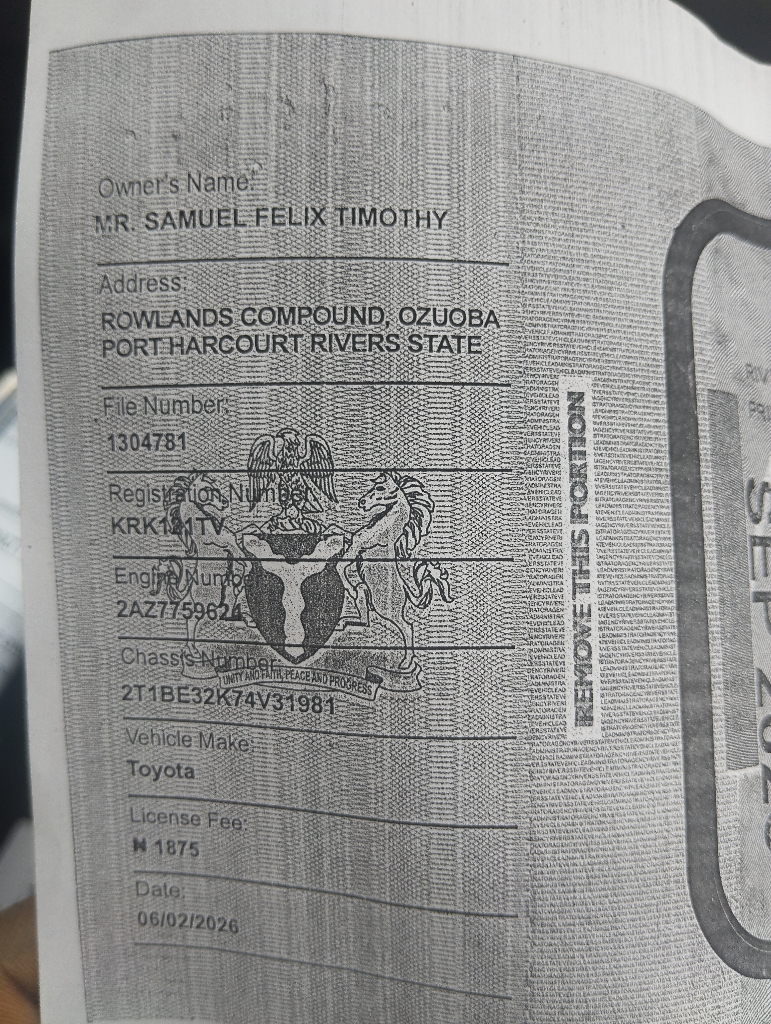 Owner's Name:
MR. SAMUEL FELIX TIMOTHY
Address:
ROWLANDS COMPOUND, OZUOBA
PORT HARCOURT RIVERS STATE
File Number:
1304781
Registration Number
KRK121TV
Engine Number
2AZ7759624
Chassis Number
UNITY AND FAITH, PEACE AND PROGRESS
2T1BE32K74V31981
Vehicle Make:
Toyota
License Fee:
₦ 1875
Date:
06/02/2026
REMOVE THIS PORTION
SEP 2026